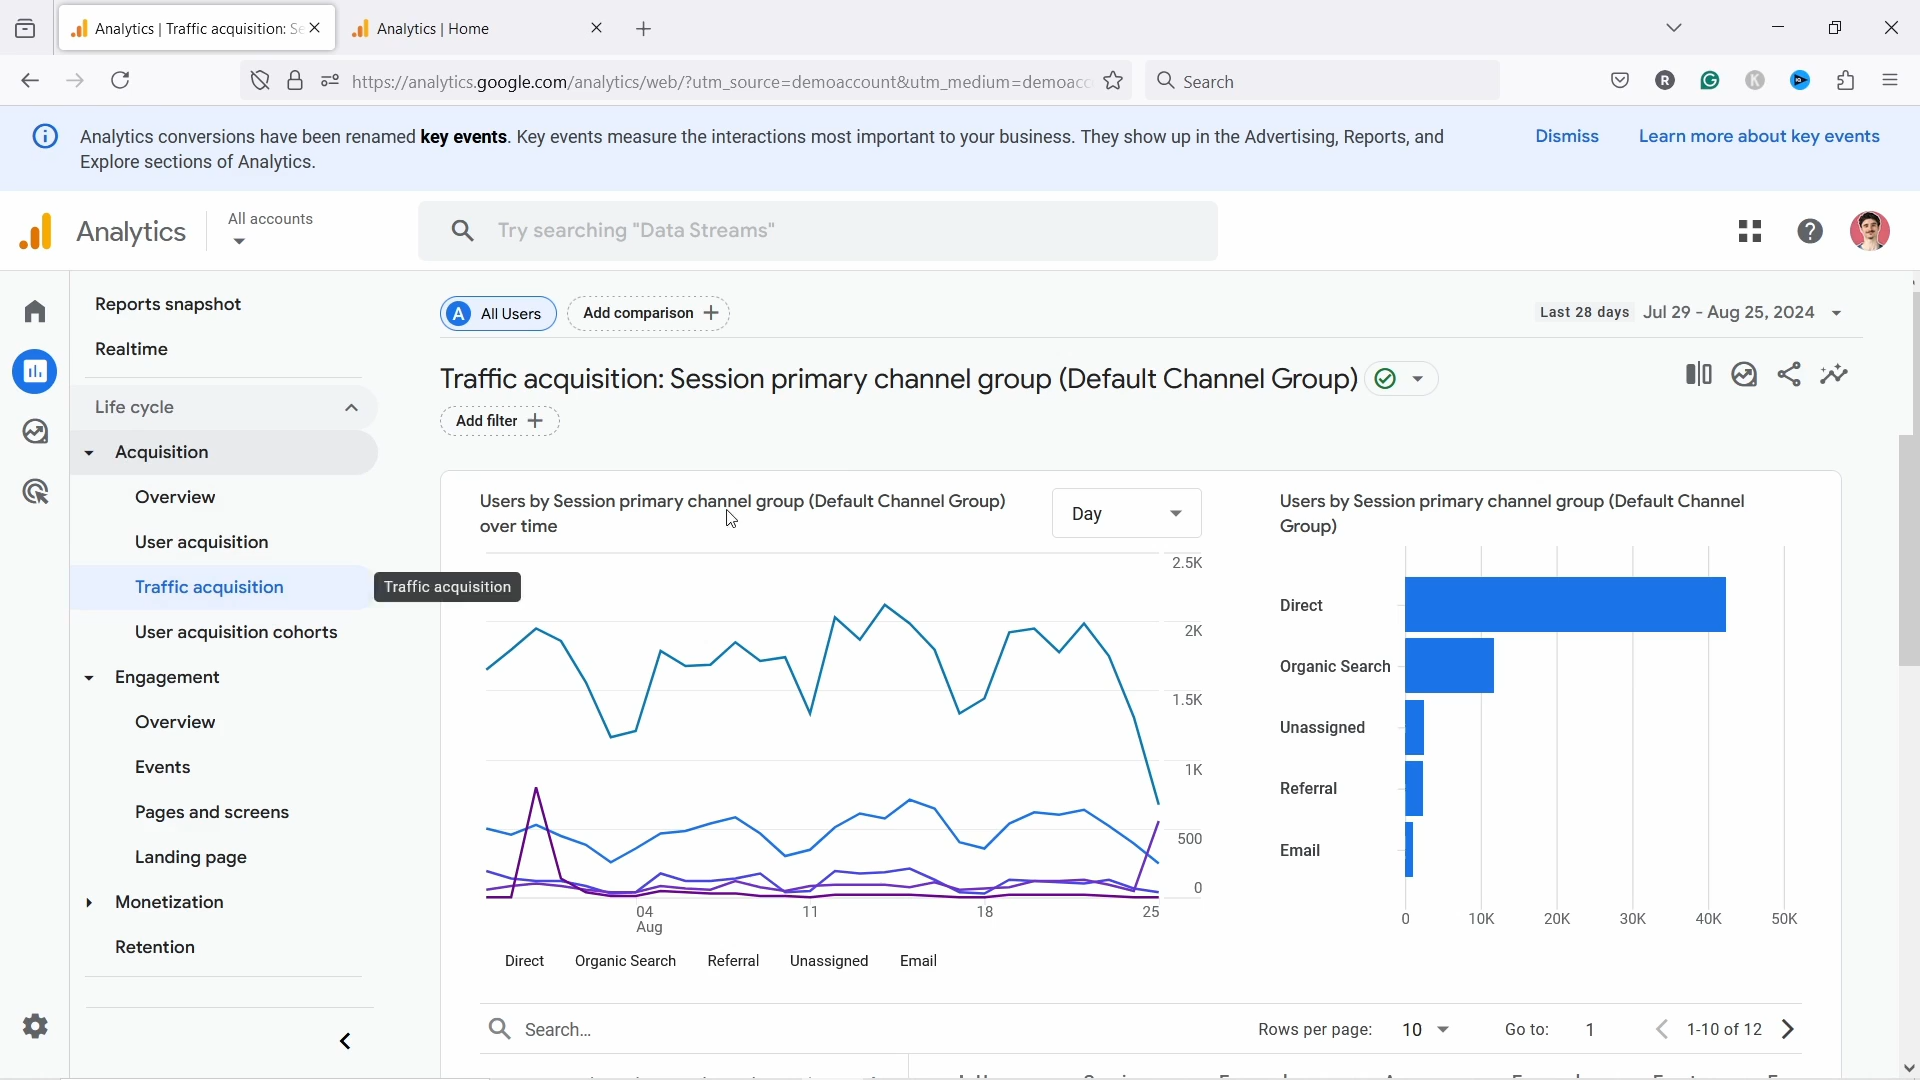 Analytics | Traffic acquisition: Se
Analytics | Home
https://analytics.google.com/analytics/web/?utm_source=demoaccount&utm_medium=demoacc
Search
Analytics conversions have been renamed key events. Key events measure the interactions most important to your business. They show up in the Advertising, Reports, and
Explore sections of Analytics.
Dismiss
Learn more about key events
Analytics
All accounts
Try searching "Data Streams"
Reports snapshot
Realtime
Life cycle
Acquisition
Overview
User acquisition
Traffic acquisition
Traffic acquisition
User acquisition cohorts
Engagement
Overview
Events
Pages and screens
Landing page
Monetization
Retention
A All Users
Add comparison
Last 28 days Jul 29 - Aug 25, 2024
Traffic acquisition: Session primary channel group (Default Channel Group)
Add filter
Users by Session primary channel group (Default Channel Group)
over time
Day
2.5K
2K
1.5K
1K
500
0
04
Aug
11
18
25
Direct
Organic Search
Referral
Unassigned
Email
Users by Session primary channel group (Default Channel
Group)
Direct
Organic Search
Unassigned
Referral
Email
0
10K
20K
30K
40K
50K
Search...
Rows per page: 10
Go to: 1
1-10 of 12